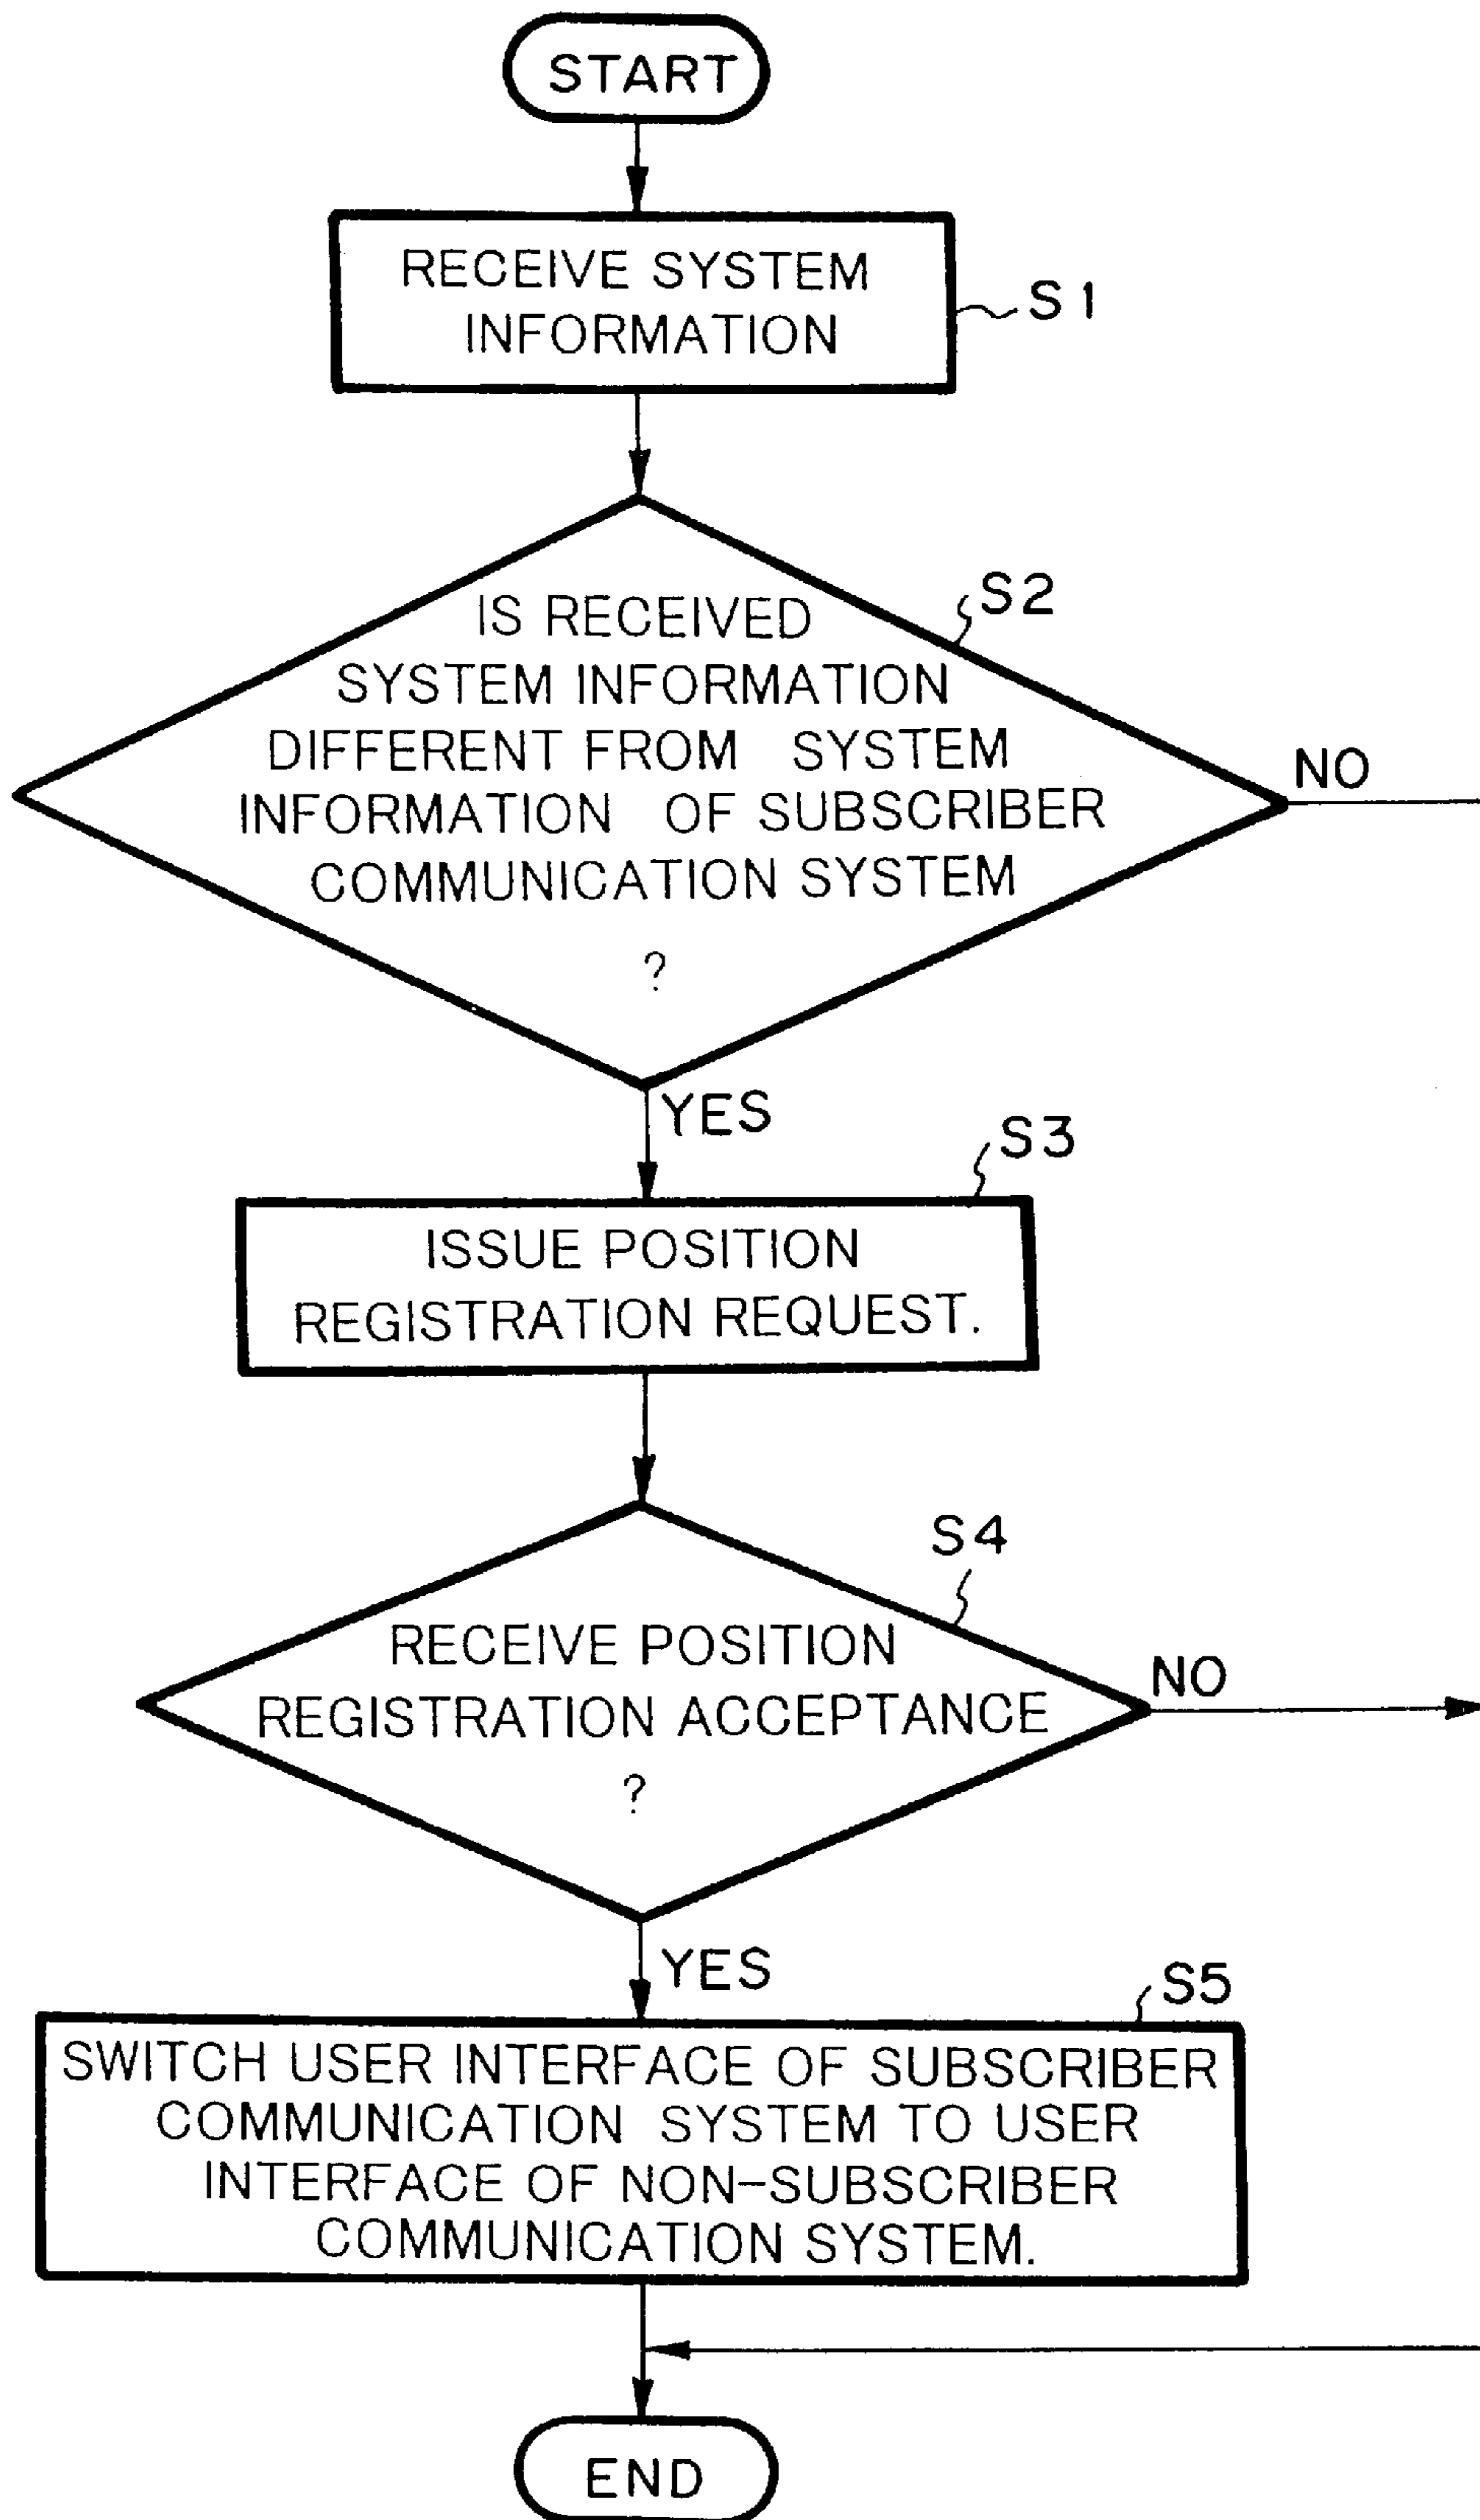 START
RECEIVE SYSTEM
INFORMATION
S1
S2
IS RECEIVED
SYSTEM INFORMATION
DIFFERENT FROM SYSTEM
INFORMATION OF SUBSCRIBER
COMMUNICATION SYSTEM
?
NO
YES
S3
ISSUE POSITION
REGISTRATION REQUEST.
S4
RECEIVE POSITION
REGISTRATION ACCEPTANCE
?
NO
YES
S5
SWITCH USER INTERFACE OF SUBSCRIBER
COMMUNICATION SYSTEM TO USER
INTERFACE OF NON-SUBSCRIBER
COMMUNICATION SYSTEM.
END